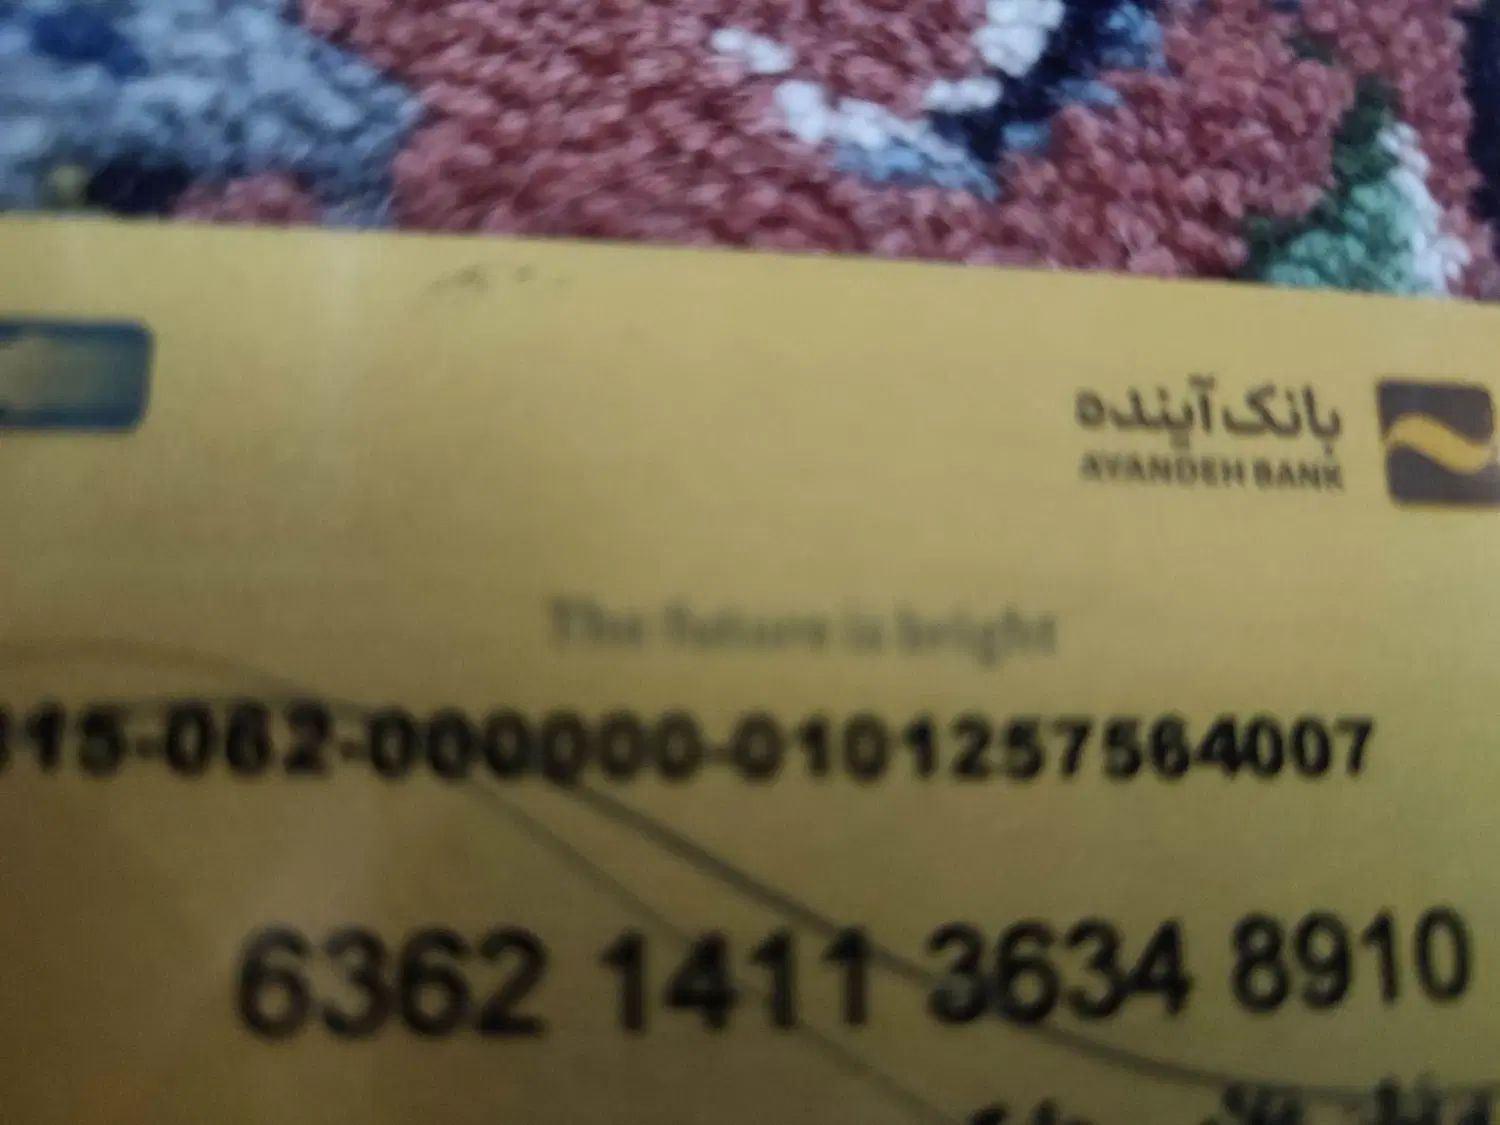 بانک آینده
AYANDEH BANK
The future is bright
15-062-000000-0101257564007
6362 1411 3634 8910